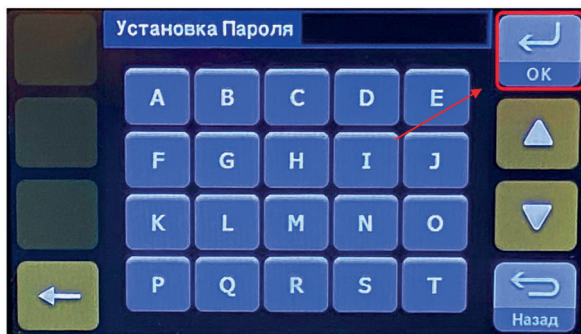 Установка Пароля
OK
A B C D E
F G H I J
K L M N O
P Q R S T
Назад